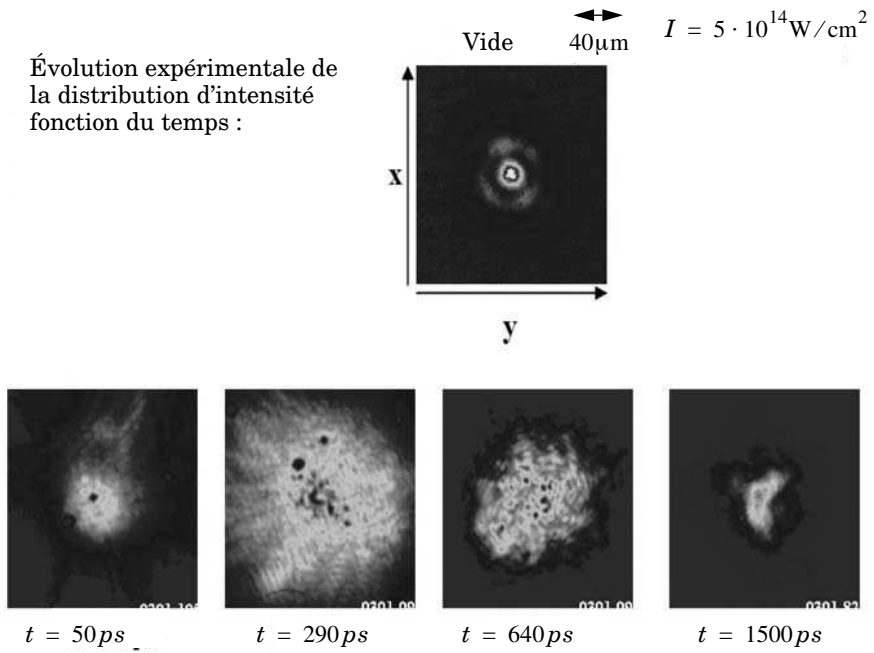 Vide
40μm
I = 5 · 10^14 W/cm^2
Évolution expérimentale de
la distribution d'intensité
fonction du temps :
x
y
t = 50ps
t = 290ps
t = 640ps
t = 1500ps